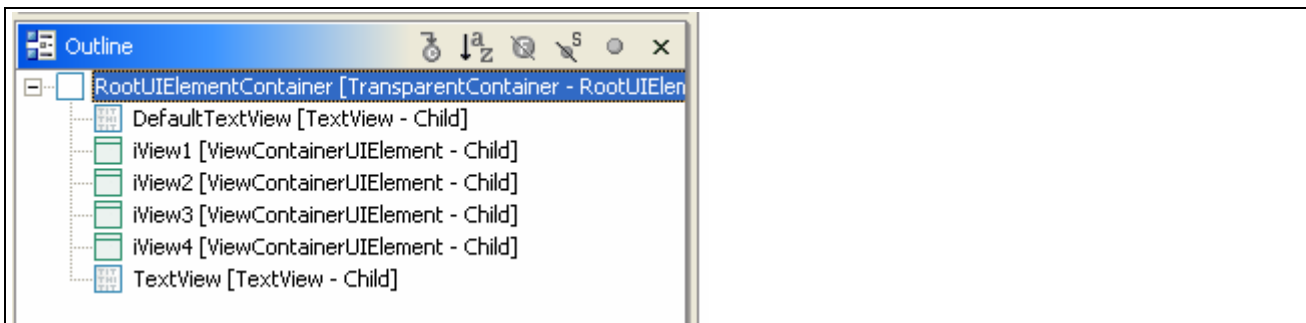 Outline
RootUIElementContainer [TransparentContainer - RootUIElen
DefaultTextView [TextView - Child]
iView1 [ViewContainerUIElement - Child]
iView2 [ViewContainerUIElement - Child]
iView3 [ViewContainerUIElement - Child]
iView4 [ViewContainerUIElement - Child]
TextView [TextView - Child]